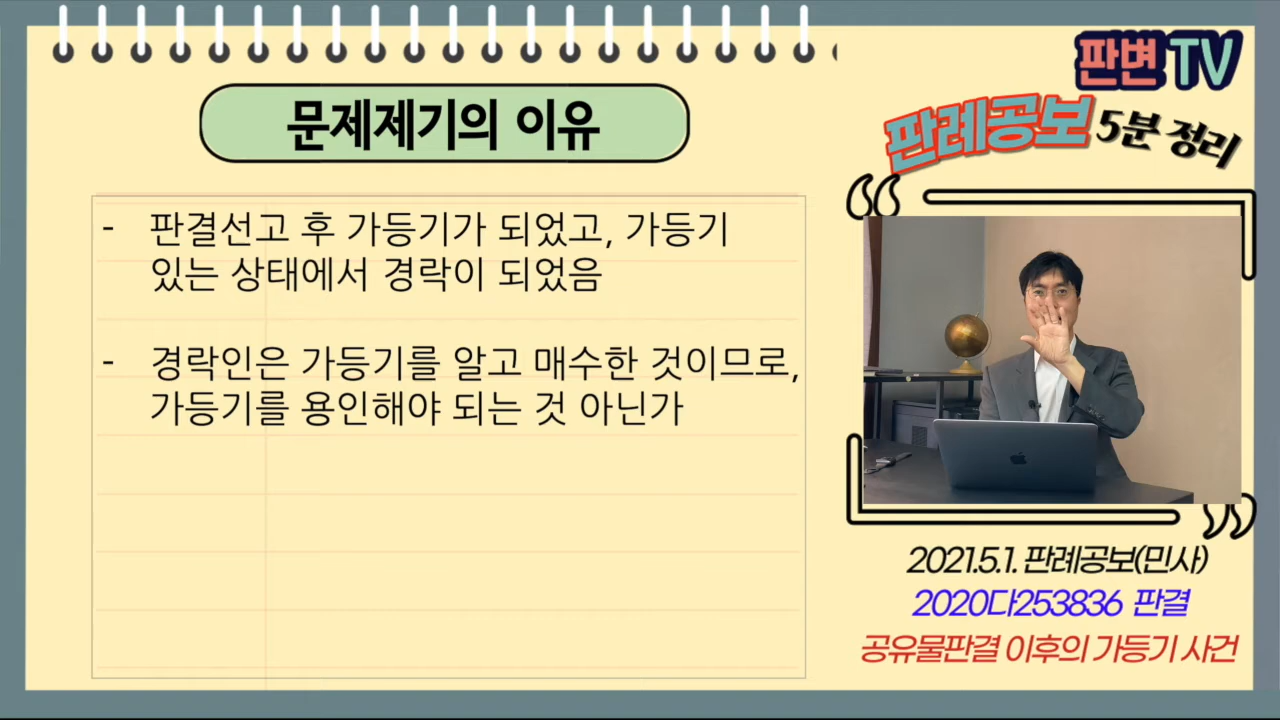 판변 TV
판례공보 5분 정리
문제제기의 이유
- 판결선고 후 가등기가 되었고, 가등기
있는 상태에서 경락이 되었음
- 경락인은 가등기를 알고 매수한 것이므로,
가등기를 용인해야 되는 것 아닌가
2021.5.1. 판례공보(민사)
2020다253836 판결
공유물판결 이후의 가등기 사건